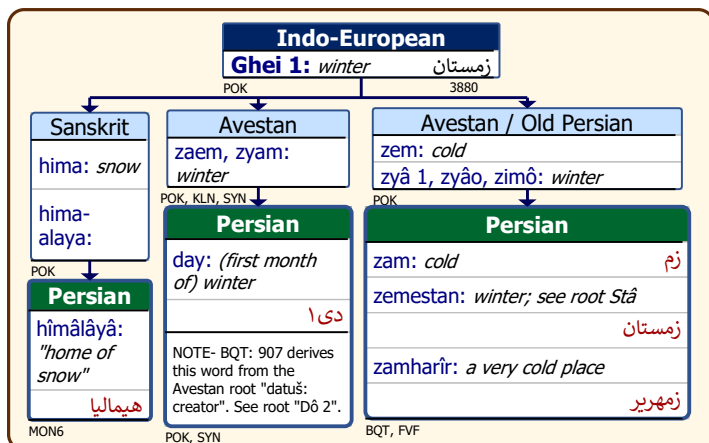 Indo-European
Ghei 1: winter زمستان
POK 3880
Sanskrit
hima: snow
hima-
alaya:
POK
Persian
hîmâlâyâ:
"home of
snow"
هیمالیا
MON6
Avestan
zaem, zyam:
winter
POK, KLN, SYN
Persian
day: (first month
of) winter
دی۱
NOTE- BQT: 907 derives
this word from the
Avestan root "datuš:
creator". See root "Dô 2".
POK, SYN
Avestan / Old Persian
zem: cold
zyâ 1, zyâo, zimô: winter
POK
Persian
zam: cold زم
zemestan: winter; see root Stâ
زمستان
zamharîr: a very cold place
زمهریر
BQT, FVF